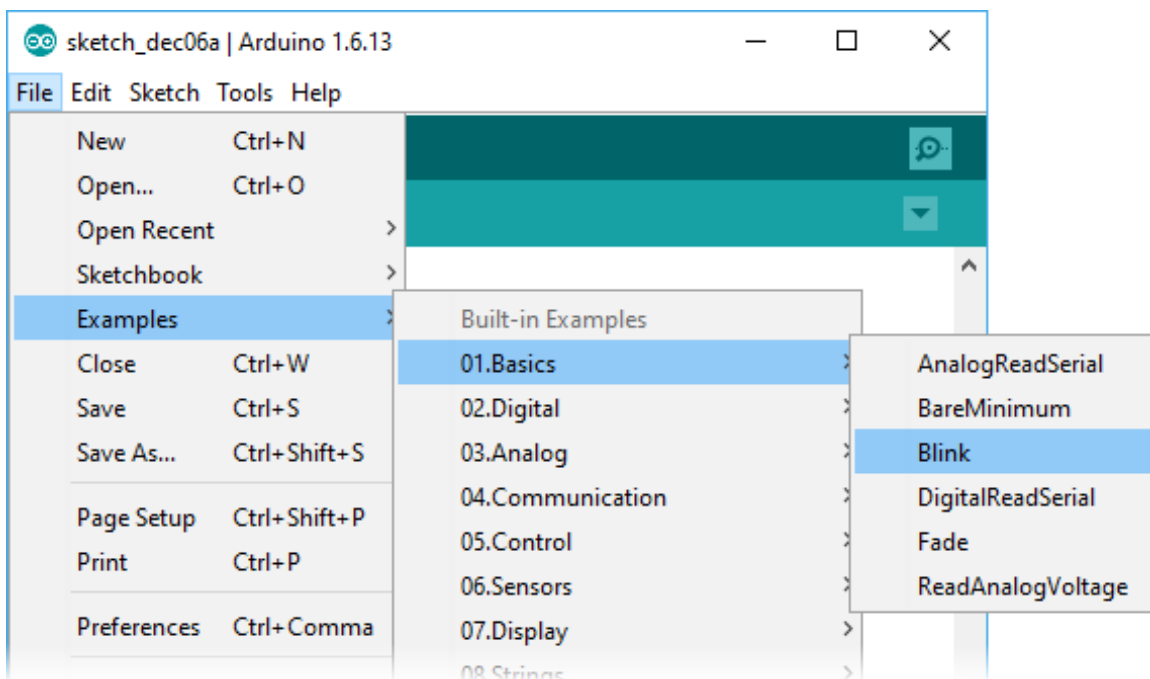 sketch_dec06a | Arduino 1.6.13
File Edit Sketch Tools Help
New Ctrl+N
Open... Ctrl+O
Open Recent
Sketchbook
Examples
Close Ctrl+W
Save Ctrl+S
Save As... Ctrl+Shift+S
Page Setup Ctrl+Shift+P
Print Ctrl+P
Preferences Ctrl+Comma
Built-in Examples
01.Basics
02.Digital
03.Analog
04.Communication
05.Control
06.Sensors
07.Display
08 Strings
AnalogReadSerial
BareMinimum
Blink
DigitalReadSerial
Fade
ReadAnalogVoltage